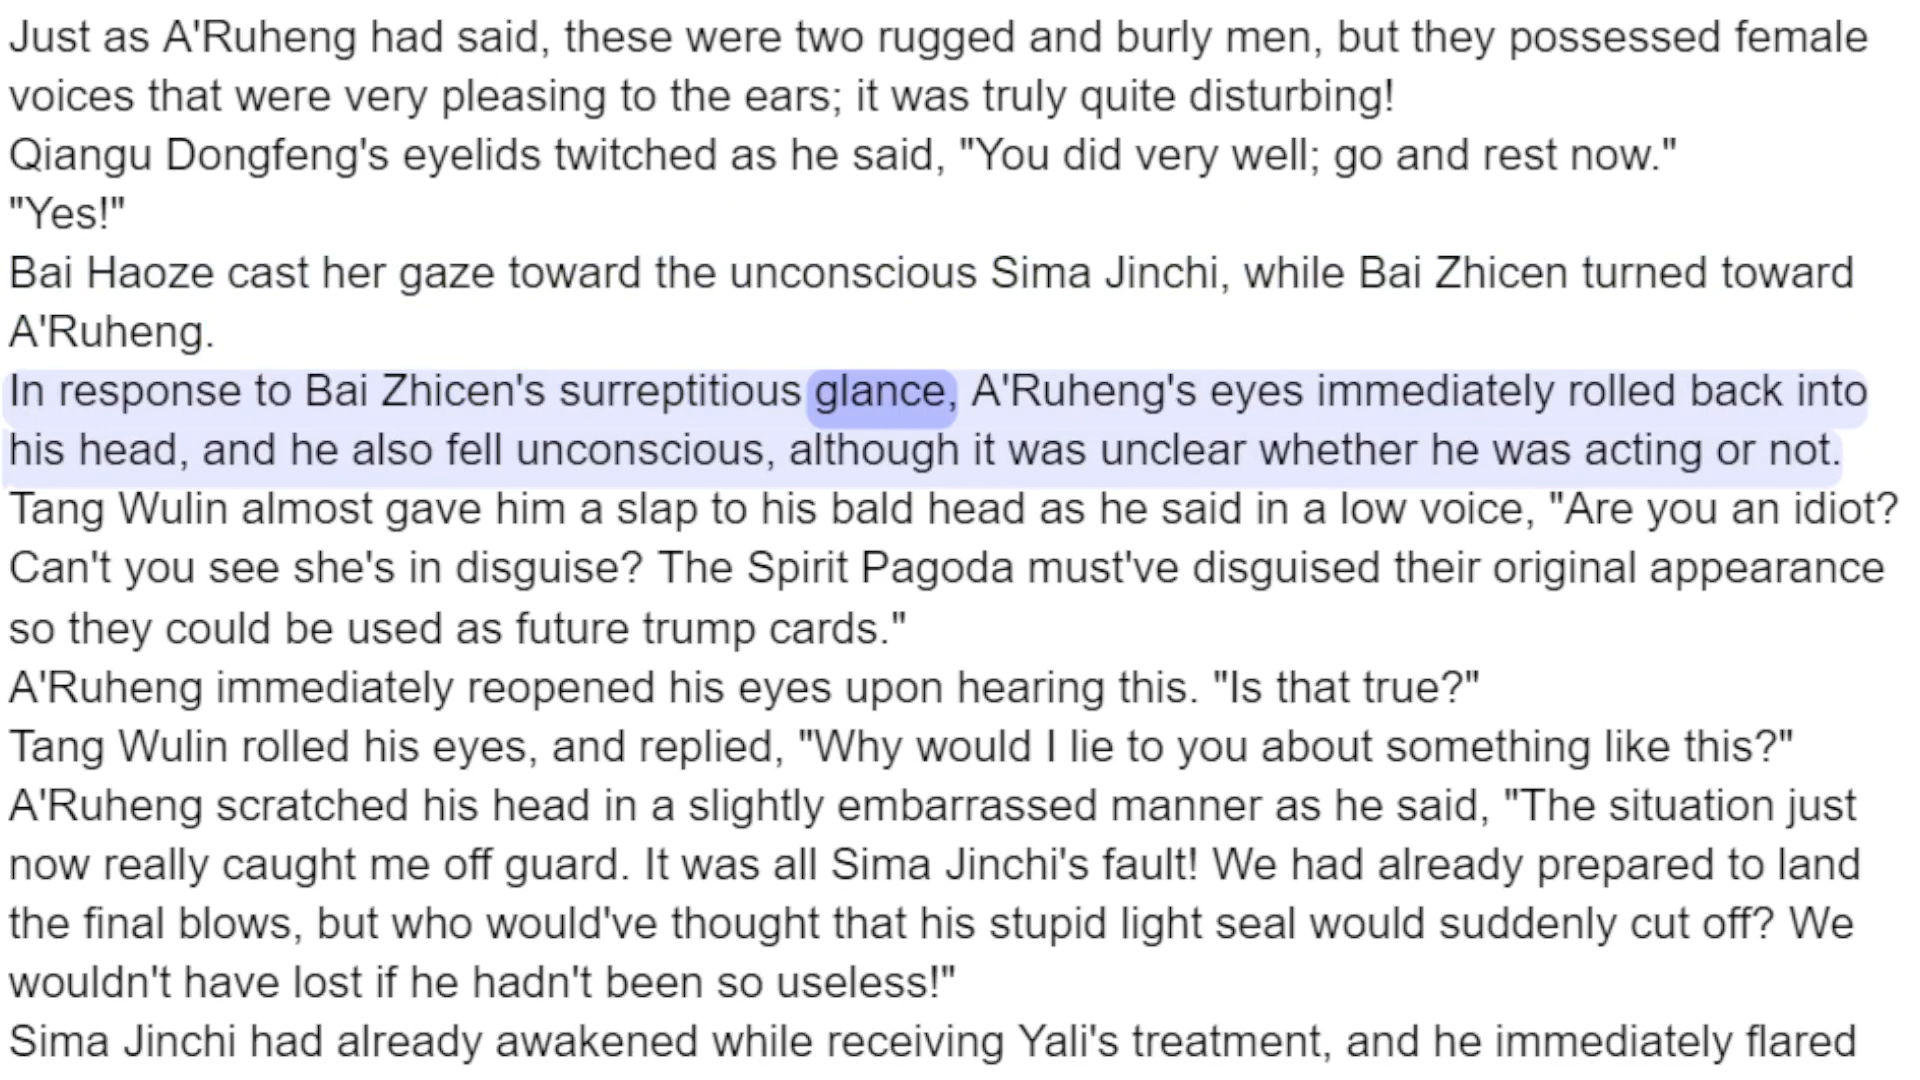 Just as A'Ruheng had said, these were two rugged and burly men, but they possessed female
voices that were very pleasing to the ears; it was truly quite disturbing!
Qiangu Dongfeng's eyelids twitched as he said, "You did very well; go and rest now."
"Yes!"
Bai Haoze cast her gaze toward the unconscious Sima Jinchi, while Bai Zhicen turned toward
A'Ruheng.
In response to Bai Zhicen's surreptitious glance, A'Ruheng's eyes immediately rolled back into
his head, and he also fell unconscious, although it was unclear whether he was acting or not.
Tang Wulin almost gave him a slap to his bald head as he said in a low voice, "Are you an idiot?
Can't you see she's in disguise? The Spirit Pagoda must've disguised their original appearance
so they could be used as future trump cards."
A'Ruheng immediately reopened his eyes upon hearing this. "Is that true?"
Tang Wulin rolled his eyes, and replied, "Why would I lie to you about something like this?"
A'Ruheng scratched his head in a slightly embarrassed manner as he said, "The situation just
now really caught me off guard. It was all Sima Jinchi's fault! We had already prepared to land
the final blows, but who would've thought that his stupid light seal would suddenly cut off? We
wouldn't have lost if he hadn't been so useless!"
Sima Jinchi had already awakened while receiving Yali's treatment, and he immediately flared